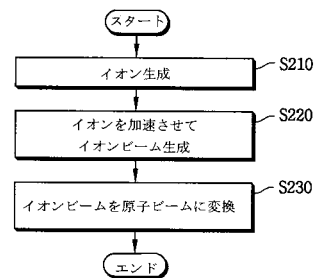 スタート
イオン生成
S210
イオンを加速させて
イオンビーム生成
S220
イオンビームを原子ビームに変換
S230
エンド